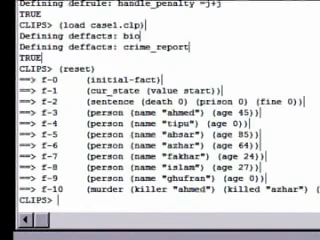 Defining defrule: handle_penalty =j+j
TRUE
CLIPS> (load case1.clp)
Defining deffacts: bio
Defining deffacts: crime_report
TRUE
CLIPS> (reset)
==> f-0 (initial-fact)
==> f-1 (cur_state (value start))
==> f-2 (sentence (death 0) (prison 0) (fine 0))
==> f-3 (person (name "ahmed") (age 45))
==> f-4 (person (name "tipu") (age 0))
==> f-5 (person (name "absar") (age 85))
==> f-6 (person (name "azhar") (age 64))
==> f-7 (person (name "fakhar") (age 24))
==> f-8 (person (name "islam") (age 27))
==> f-9 (person (name "ghufran") (age 0))
==> f-10 (murder (killer "ahmed") (killed "azhar") (
CLIPS>